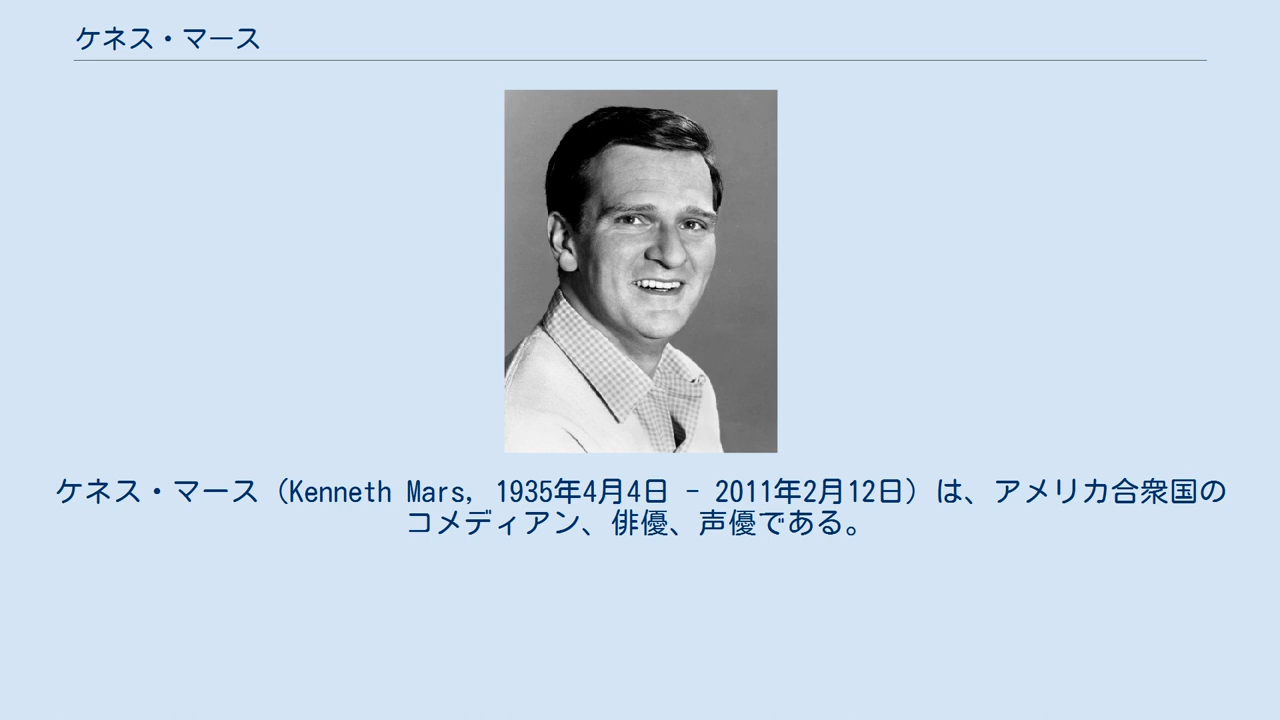 ケネス・マース
ケネス・マース（Kenneth Mars, 1935年4月4日 - 2011年2月12日）は、アメリカ合衆国の
コメディアン、俳優、声優である。